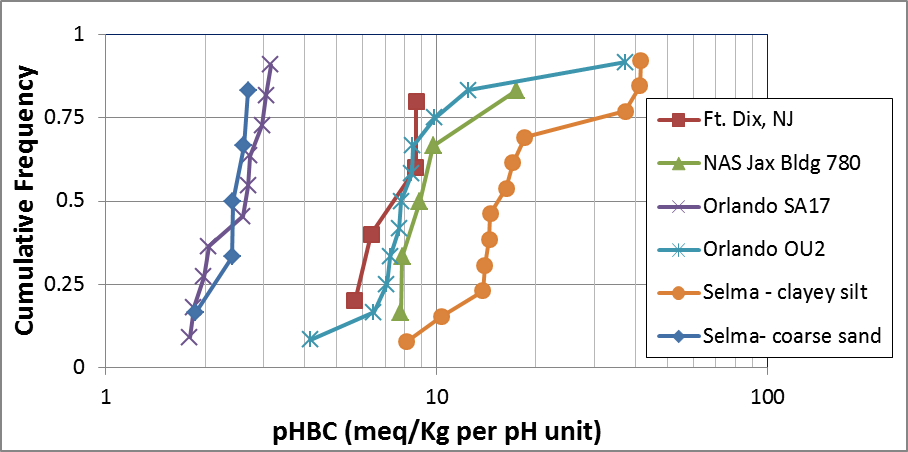 1
0.75
0.5
0.25
0
Cumulative Frequency
1
10
100
pHBC (meq/Kg per pH unit)
Ft. Dix, NJ
NAS Jax Bldg 780
Orlando SA17
Orlando OU2
Selma - clayey silt
Selma- coarse sand